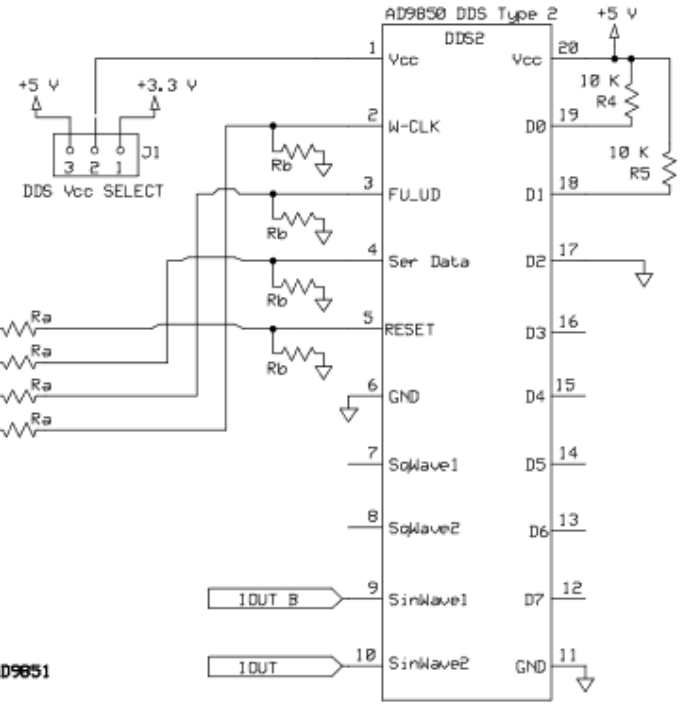 AD9850 DDS Type 2
+5 V
DDS2
1
Vcc
Vcc
20
+5 V
+3.3 V
10 K
R4
2
W-CLK
D0
19
J1
3 2 1
DDS Vcc SELECT
Rb
10 K
R5
3
FU_UD
D1
18
Rb
4
Ser Data
D2
17
Rb
Ra
5
RESET
D3
16
Ra
Rb
Ra
6
GND
D4
15
Ra
7
SqWave1
D5
14
8
SqWave2
D6
13
IOUT B
9
SinWave1
D7
12
IOUT
10
SinWave2
GND
11
D9851